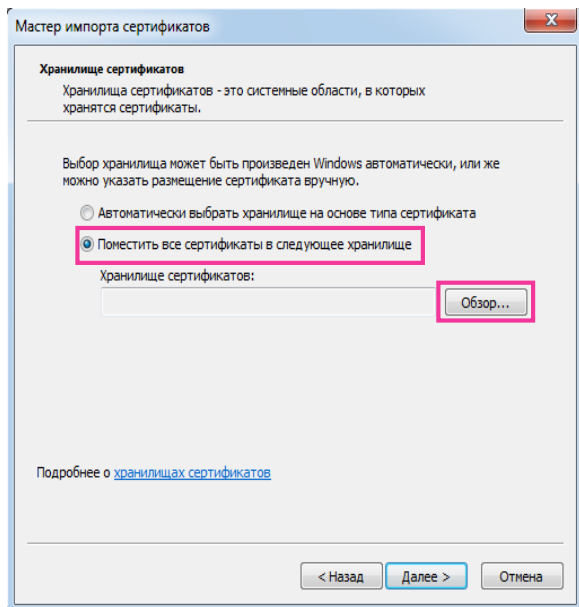 Мастер импорта сертификатов
Хранилище сертификатов
Хранилища сертификатов - это системные области, в которых
хранятся сертификаты.
Выбор хранилища может быть произведен Windows автоматически, или же
можно указать размещение сертификата вручную.
Автоматически выбрать хранилище на основе типа сертификата
Поместить все сертификаты в следующее хранилище
Хранилище сертификатов:
Обзор...
Подробнее о хранилищах сертификатов
< Назад
Далее >
Отмена